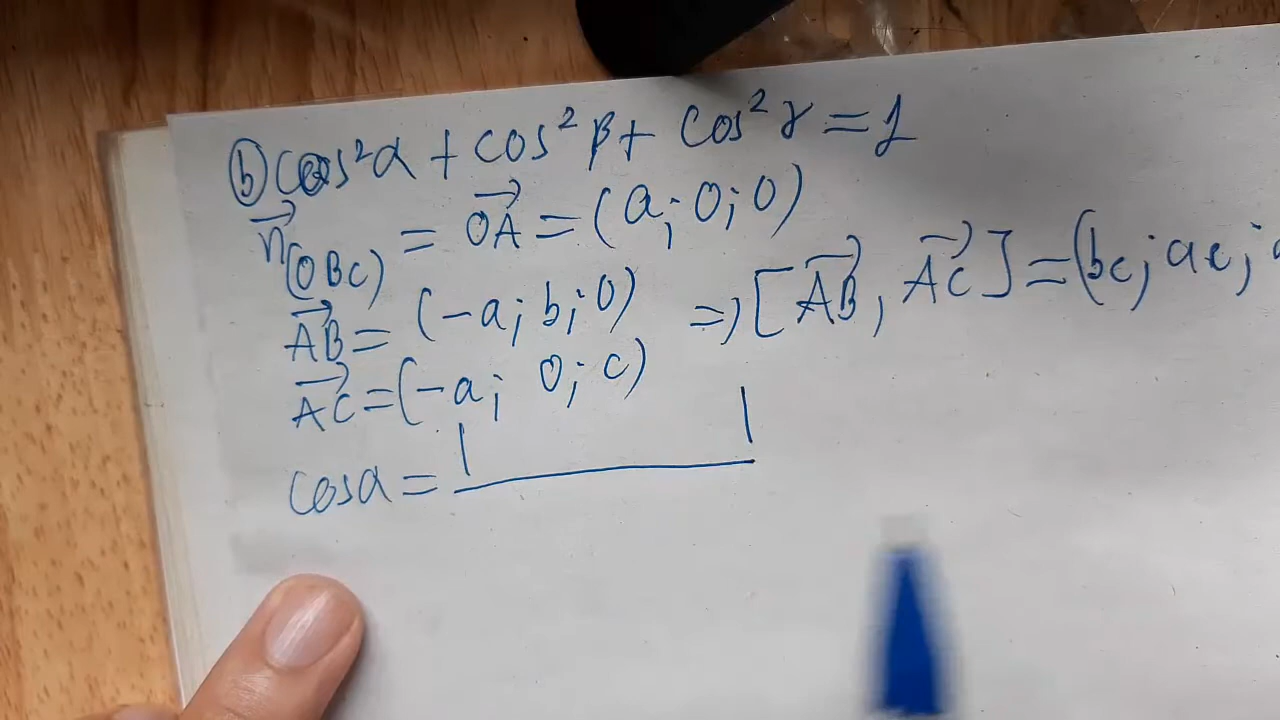 ⓑ cos²α + cos²β + cos²γ = 1
n⃗(OBC) = OA⃗ = (a; 0; 0)
AB⃗ = (-a; b; 0) => [AB⃗, AC⃗] = (bc; ac;
AC⃗ = (-a; 0; c)
cosα = | |